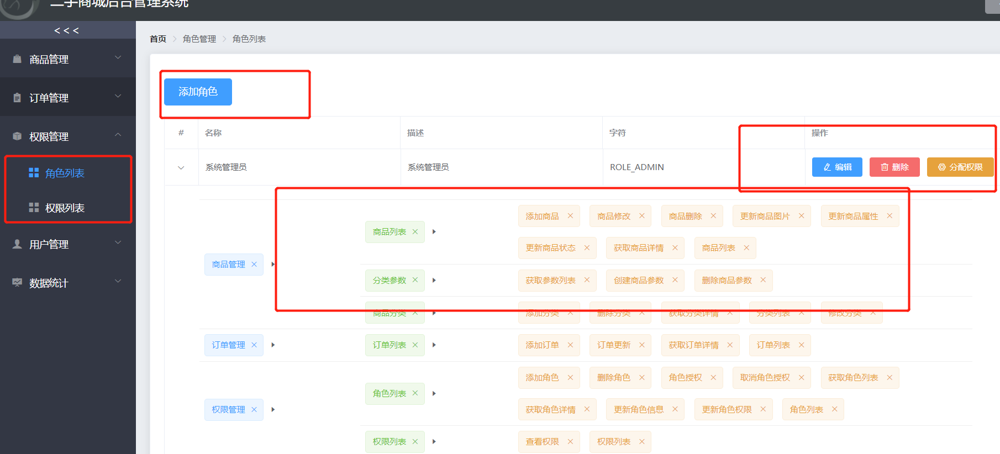 二手商城后台管理系统
<<<
首页 > 角色管理 > 角色列表
商品管理
订单管理
权限管理
角色列表
权限列表
用户管理
数据统计
添加角色
# 名称 描述 字符 操作
系统管理员 系统管理员 ROLE_ADMIN 编辑 删除 分配权限
商品管理
商品列表
添加商品 商品修改 商品删除 更新商品图片 更新商品属性
更新商品状态 获取商品详情 商品列表
分类参数 获取参数列表 创建商品参数 删除商品参数
商品分类 添加分类 删除分类 获取分类详情 分类列表 修改分类
订单管理 订单列表 添加订单 订单更新 获取订单详情 订单列表
权限管理
角色列表
添加角色 删除角色 角色授权 取消角色授权 获取角色列表
获取角色详情 更新角色信息 更新角色权限 角色列表
权限列表 查看权限 权限列表